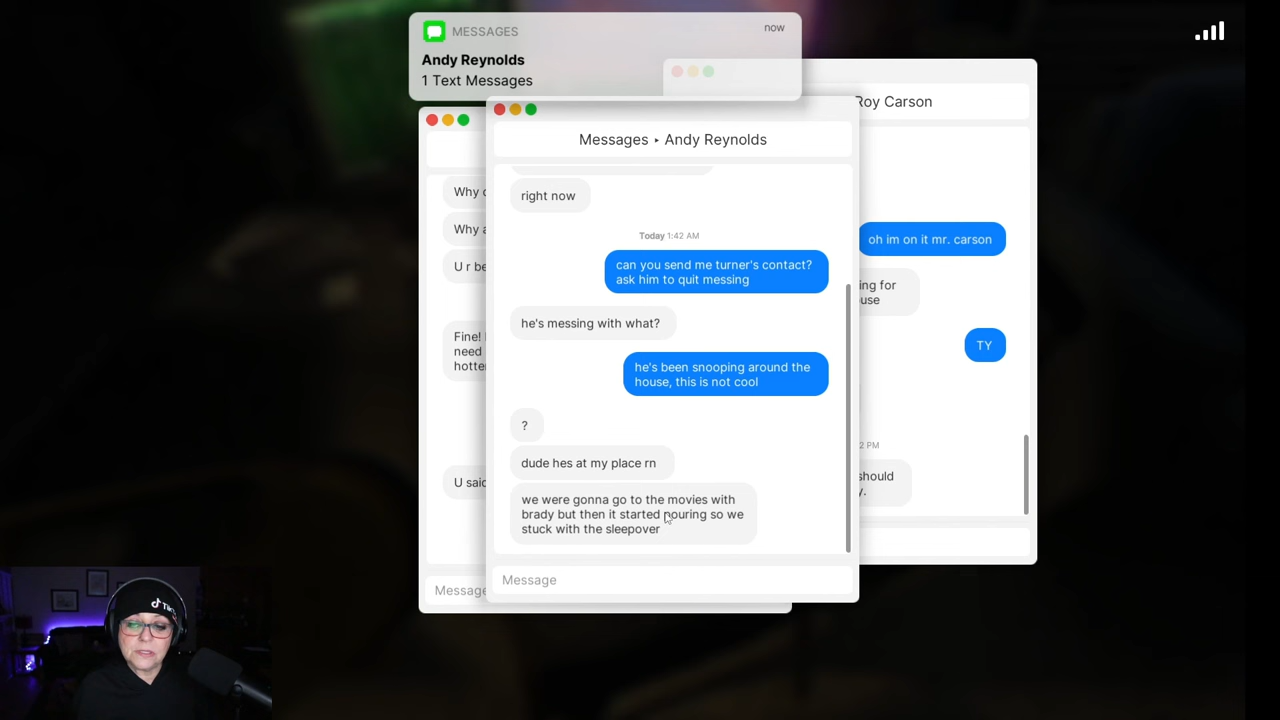 MESSAGES
now
Andy Reynolds
1 Text Messages
Roy Carson
Messages ‣ Andy Reynolds
right now
Today 1:42 AM
can you send me turner's contact?
ask him to quit messing
he's messing with what?
he's been snooping around the
house, this is not cool
?
dude hes at my place rn
we were gonna go to the movies with
brady but then it started pouring so we
stuck with the sleepover
Message
Why
Why
U r
Fine!
need
U
Message
oh im on it mr. carson
for
TY
PM
should